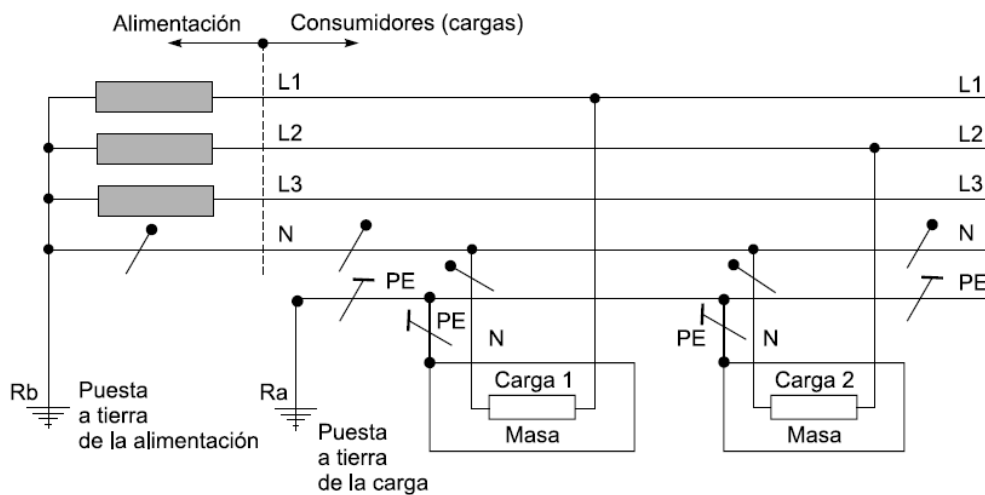 Alimentación
Consumidores (cargas)
L1
L1
L2
L2
L3
L3
N
N
PE
PE
PE
N
PE
N
Carga 1
Masa
Carga 2
Masa
Rb
Puesta
a tierra
de la alimentación
Ra
Puesta
a tierra
de la carga